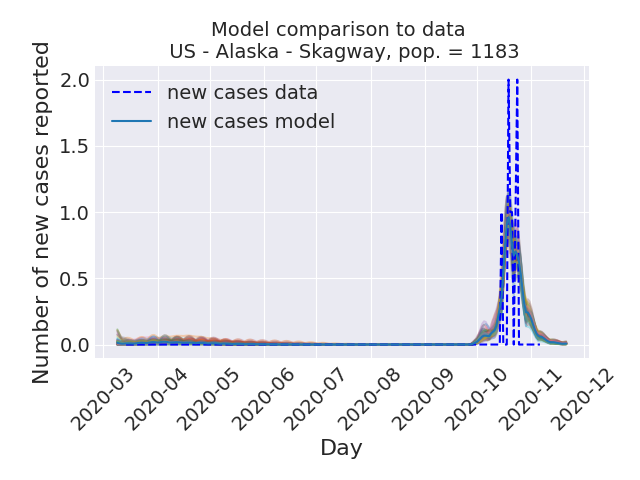 Model comparison to data
US - Alaska - Skagway, pop. = 1183
Number of new cases reported
2.0
1.5
1.0
0.5
0.0
new cases data
new cases model
2020-03
2020-04
2020-05
2020-06
2020-07
2020-08
2020-09
2020-10
2020-11
2020-12
Day